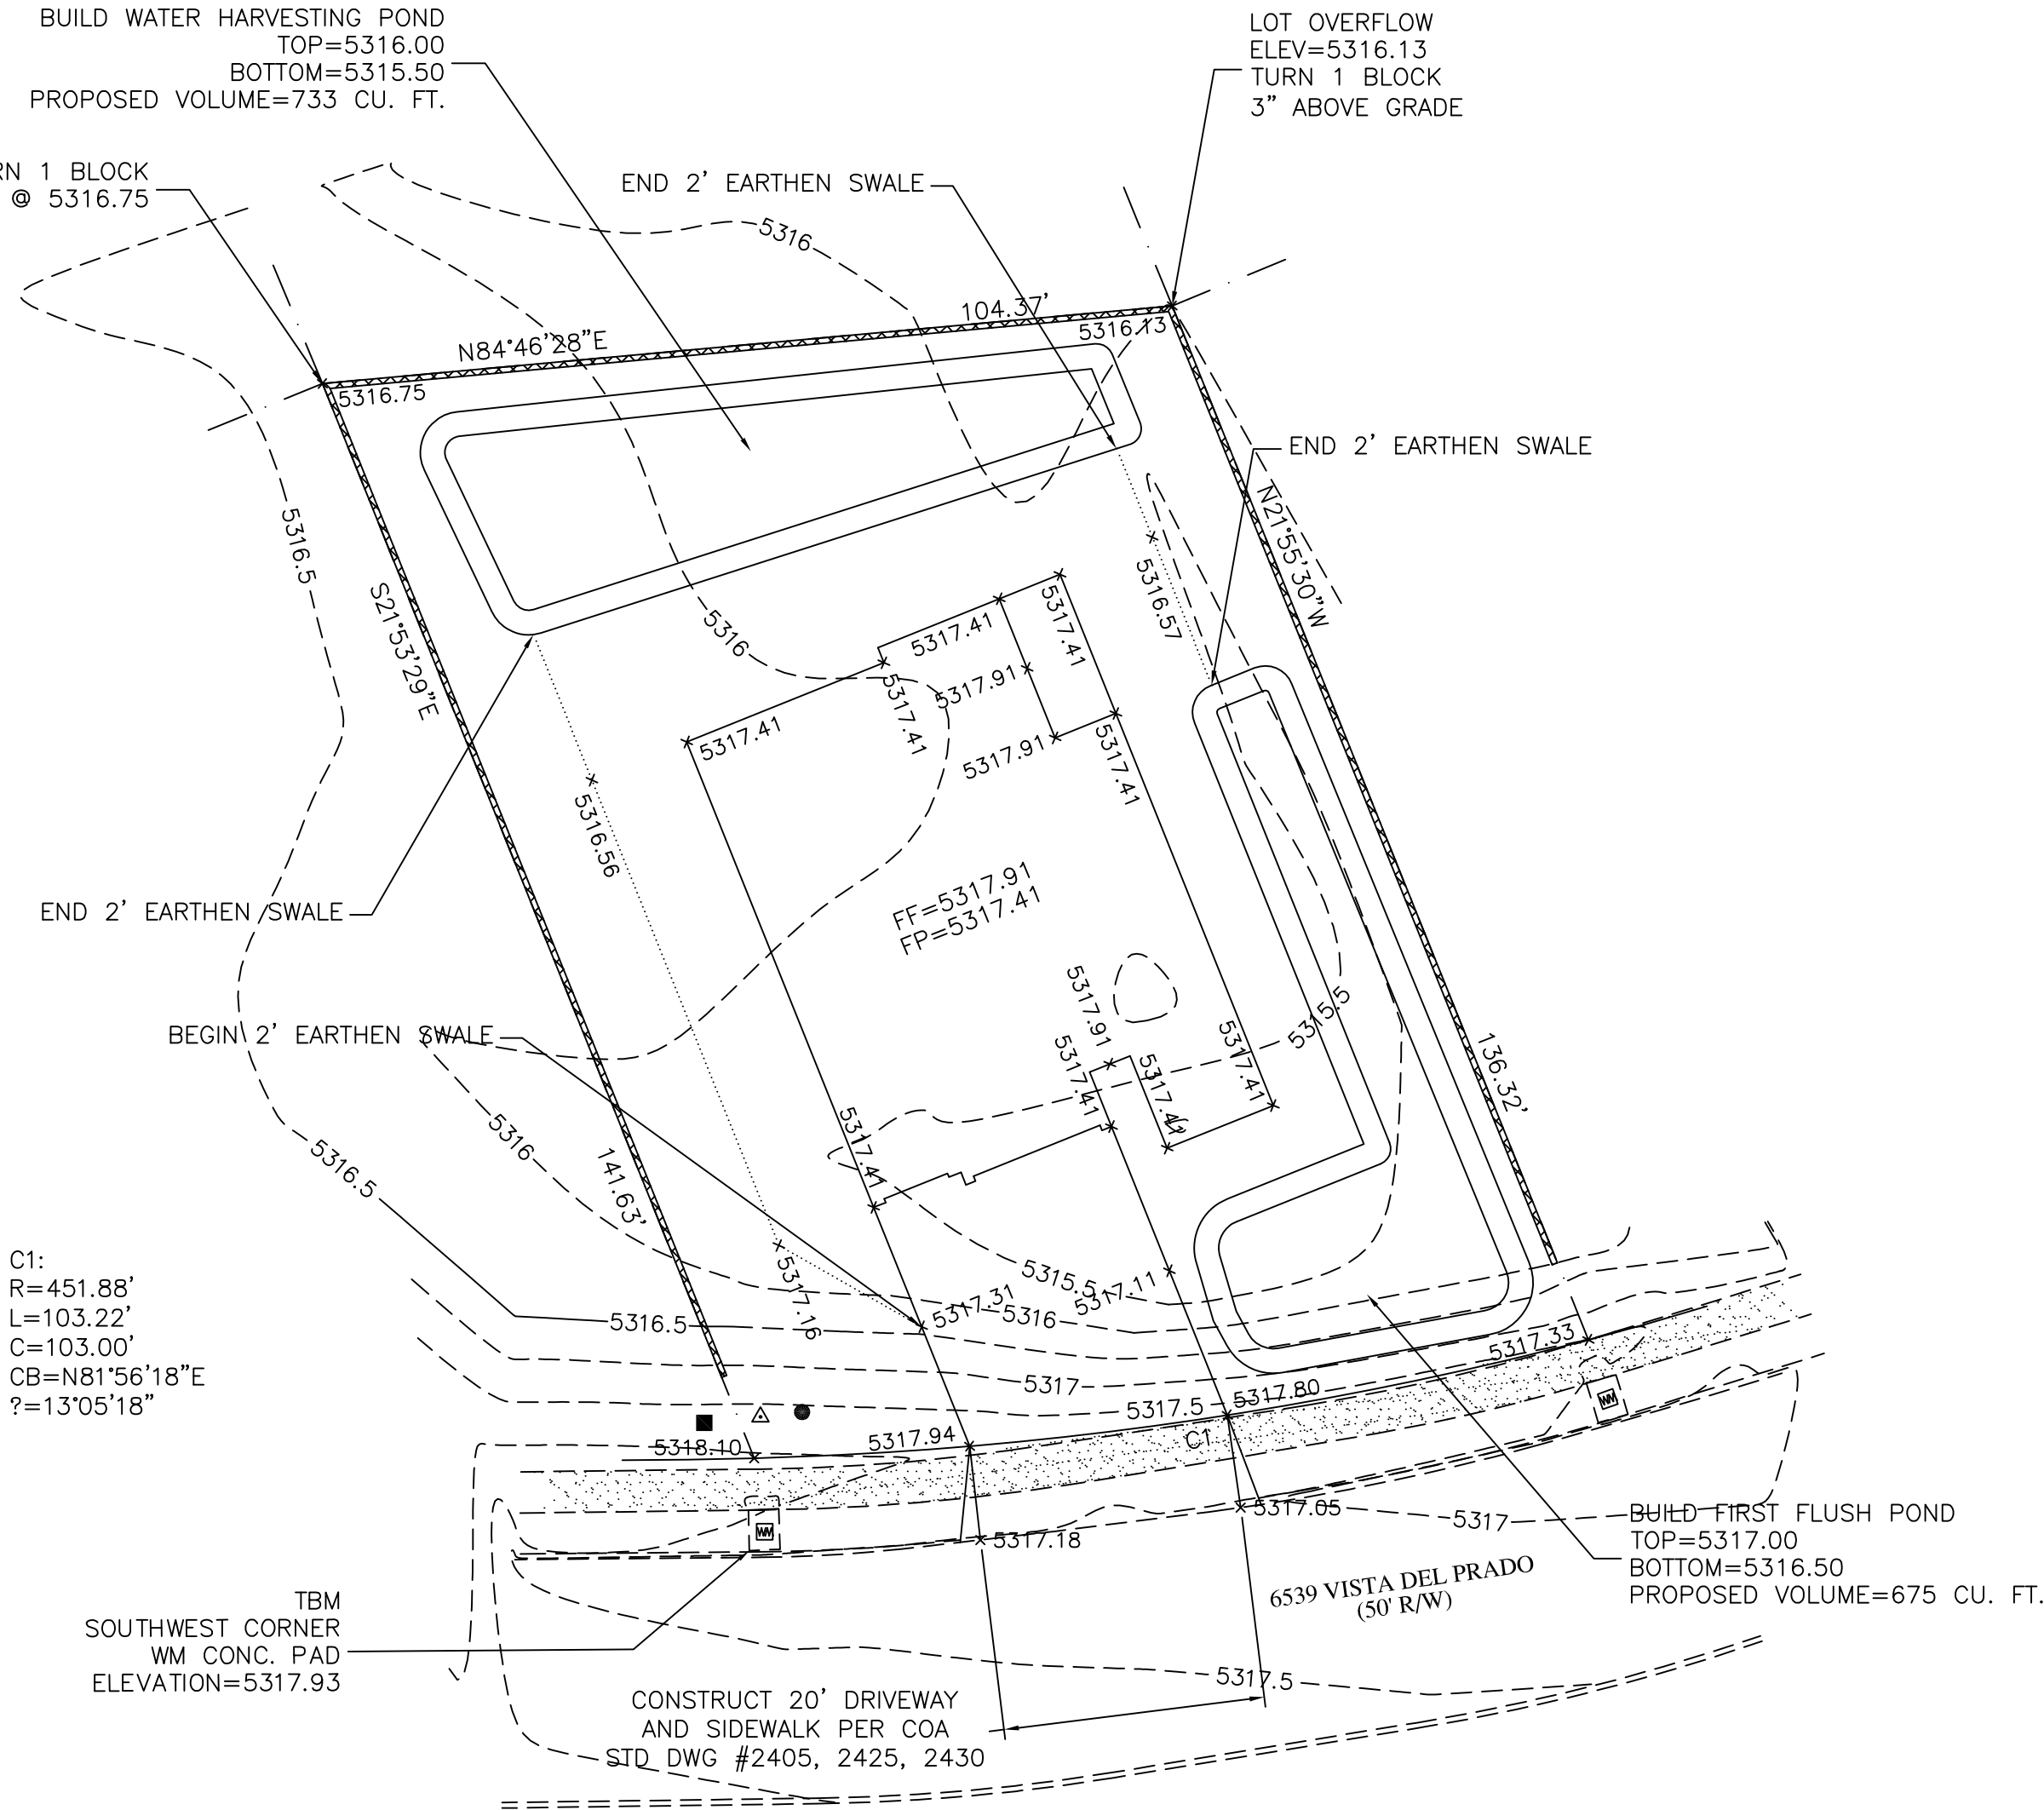 BUILD WATER HARVESTING POND
TOP=5316.00
BOTTOM=5315.50
PROPOSED VOLUME=733 CU. FT.
LOT OVERFLOW
ELEV=5316.13
TURN 1 BLOCK
3" ABOVE GRADE
RN 1 BLOCK
@ 5316.75
END 2' EARTHEN SWALE
5316
104.37'
N84°46'28"E
5316.13
5316.75
END 2' EARTHEN SWALE
N21°55'30"W
5316.5
S21°53'29"E
5316
5316.57
5317.41
5317.41
5317.91
5317.41
5317.41
5317.91
5317.41
5316.56
FF=5317.91
FP=5317.41
END 2' EARTHEN SWALE
BEGIN 2' EARTHEN SWALE
5317.91
5315.5
5317.41
5317.41
5317.41
136.32'
5316
5316.5
5317.41
141.63'
C1:
R=451.88'
L=103.22'
C=103.00'
CB=N81°56'18"E
?=13°05'18"
5317.16
5315.5
5317.11
5317.31
5316
5316.5
5317.33
5317
5317.5
5317.80
5317.94
5318.10
C1
WM
WM
5317.05
5317
5317.18
BUILD FIRST FLUSH POND
TOP=5317.00
BOTTOM=5316.50
PROPOSED VOLUME=675 CU. FT.
6539 VISTA DEL PRADO
(50' R/W)
TBM
SOUTHWEST CORNER
WM CONC. PAD
ELEVATION=5317.93
5317.5
CONSTRUCT 20' DRIVEWAY
AND SIDEWALK PER COA
STD DWG #2405, 2425, 2430